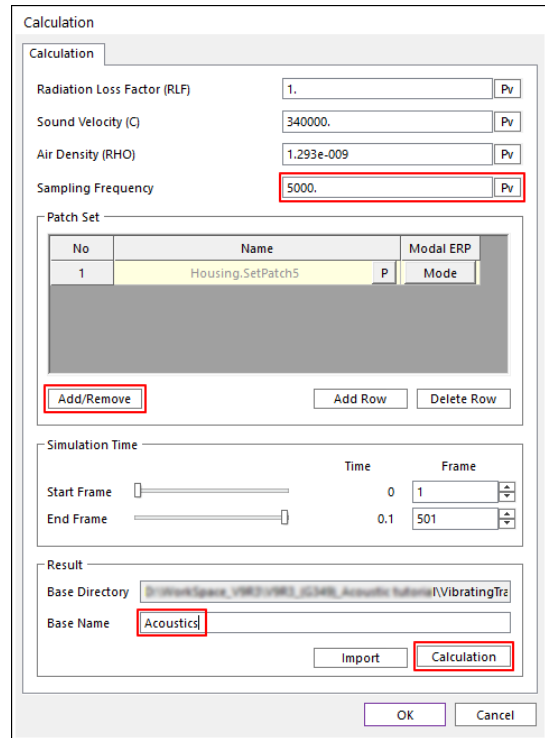 Calculation
Calculation
Radiation Loss Factor (RLF) 1. Pv
Sound Velocity (C) 340000. Pv
Air Density (RHO) 1.293e-009 Pv
Sampling Frequency 5000. Pv
Patch Set
No Name Modal ERP
1 Housing.SetPatch5 P Mode
Add/Remove Add Row Delete Row
Simulation Time
Time Frame
Start Frame 0 1
End Frame 0.1 501
Result
Base Directory l\VibratingTra
Base Name Acoustics
Import Calculation
OK Cancel